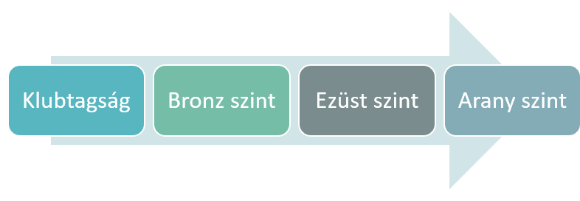 Klubtagság
Bronz szint
Ezüst szint
Arany szint